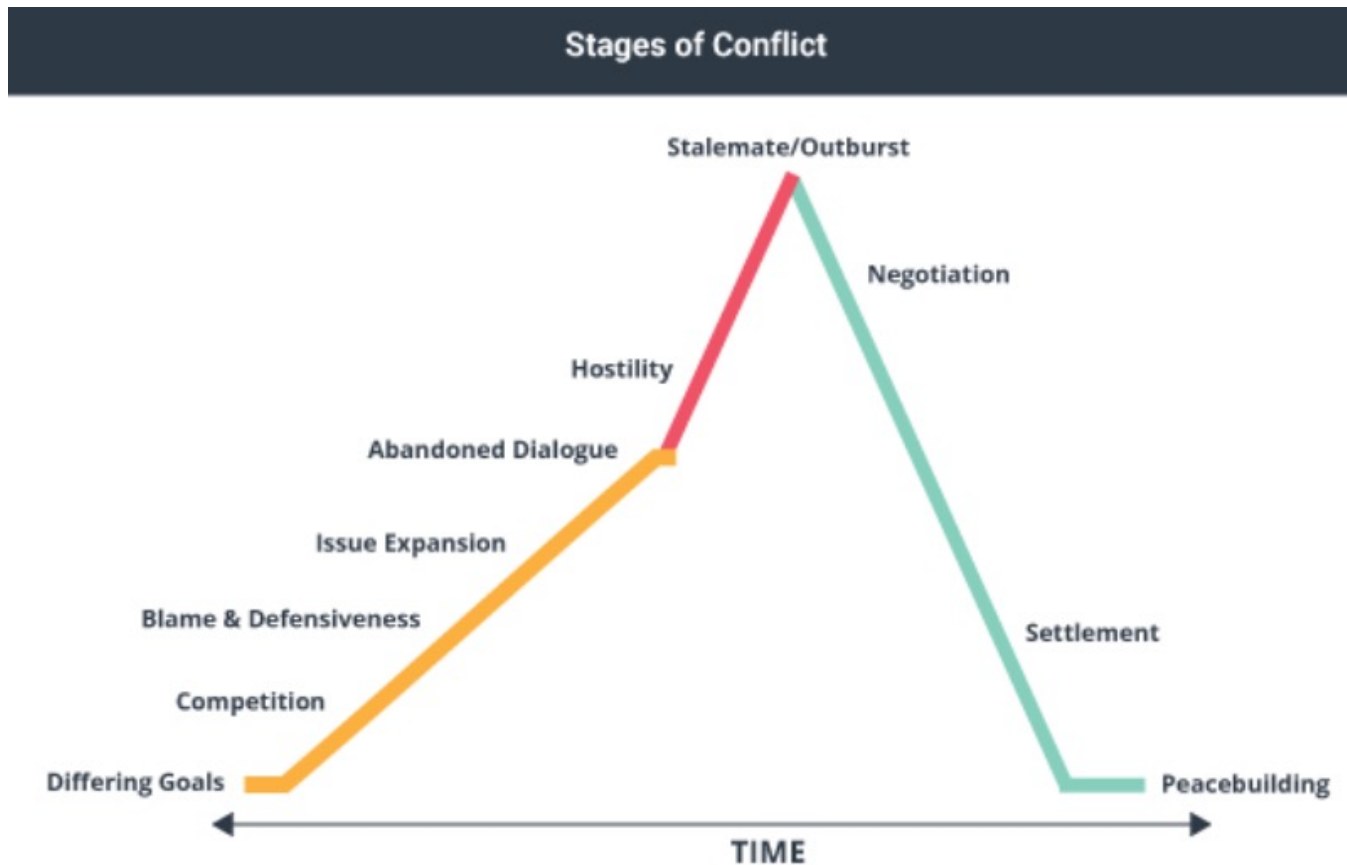 Stages of Conflict
Stalemate/Outburst
Negotiation
Hostility
Abandoned Dialogue
Issue Expansion
Blame & Defensiveness
Settlement
Competition
Differing Goals
Peacebuilding
TIME